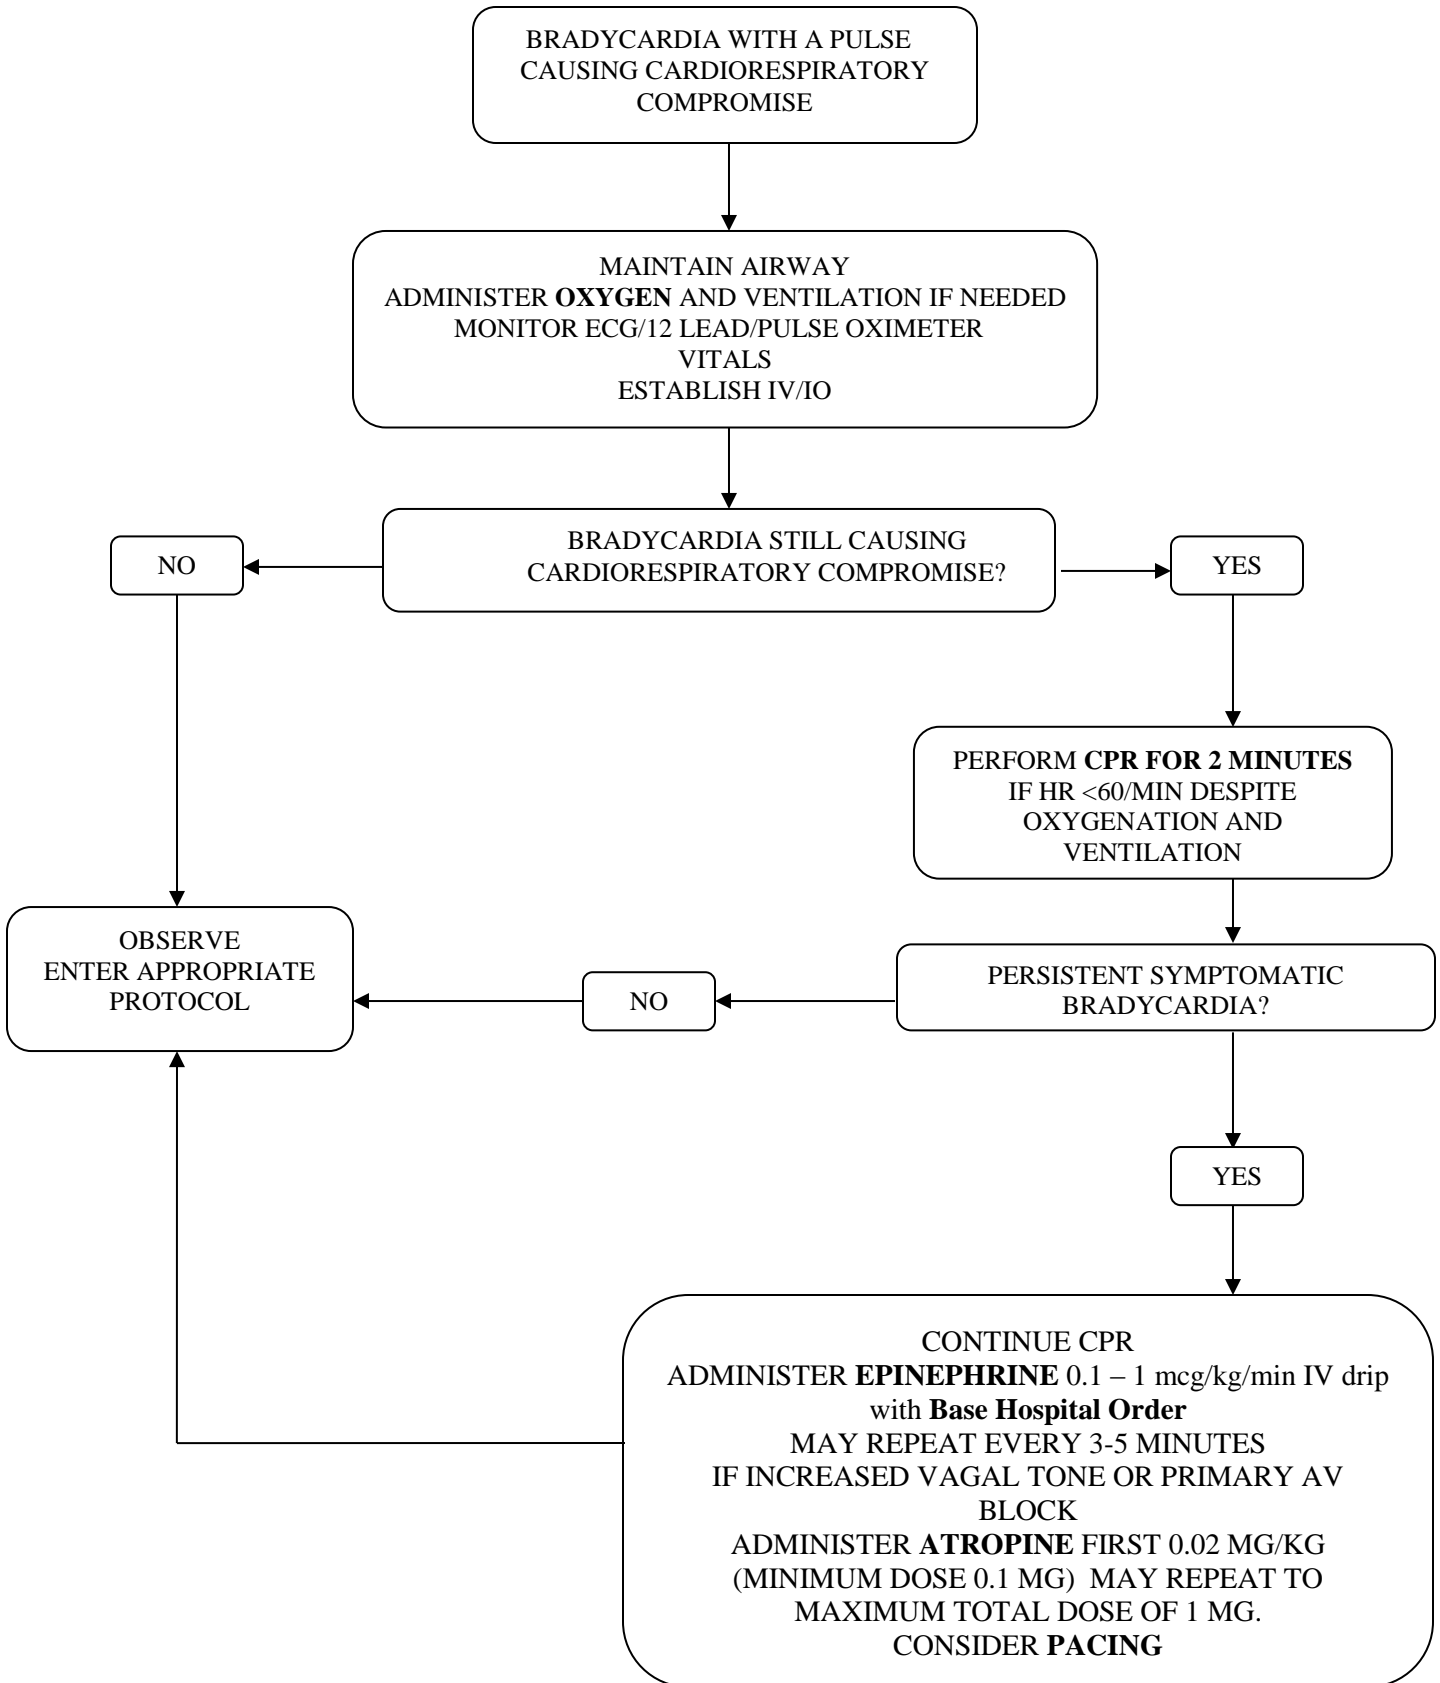 BRADYCARDIA WITH A PULSE
CAUSING CARDIORESPIRATORY
COMPROMISE
MAINTAIN AIRWAY
ADMINISTER OXYGEN AND VENTILATION IF NEEDED
MONITOR ECG/12 LEAD/PULSE OXIMETER
VITALS
ESTABLISH IV/IO
BRADYCARDIA STILL CAUSING
CARDIORESPIRATORY COMPROMISE?
NO
YES
PERFORM CPR FOR 2 MINUTES
IF HR <60/MIN DESPITE
OXYGENATION AND
VENTILATION
OBSERVE
ENTER APPROPRIATE
PROTOCOL
NO
PERSISTENT SYMPTOMATIC
BRADYCARDIA?
YES
CONTINUE CPR
ADMINISTER EPINEPHRINE 0.1 – 1 mcg/kg/min IV drip
with Base Hospital Order
MAY REPEAT EVERY 3-5 MINUTES
IF INCREASED VAGAL TONE OR PRIMARY AV
BLOCK
ADMINISTER ATROPINE FIRST 0.02 MG/KG
(MINIMUM DOSE 0.1 MG)  MAY REPEAT TO
MAXIMUM TOTAL DOSE OF 1 MG.
CONSIDER PACING